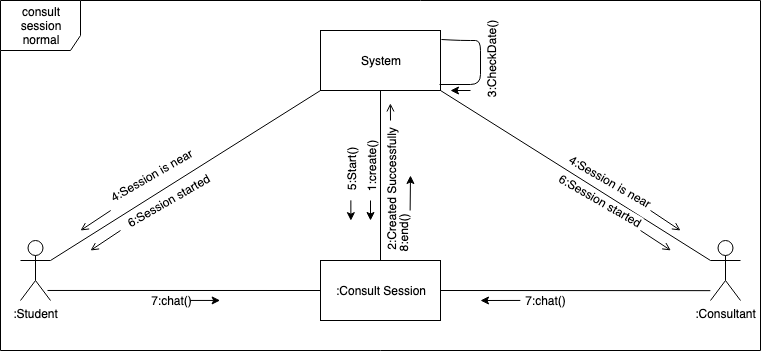 consult
session
normal
System
3:CheckDate()
5:Start()
1:create()
2:Created Successfully
8:end()
4:Session is near
6:Session started
4:Session is near
6:Session started
:Student
7:chat()
:Consult Session
7:chat()
:Consultant